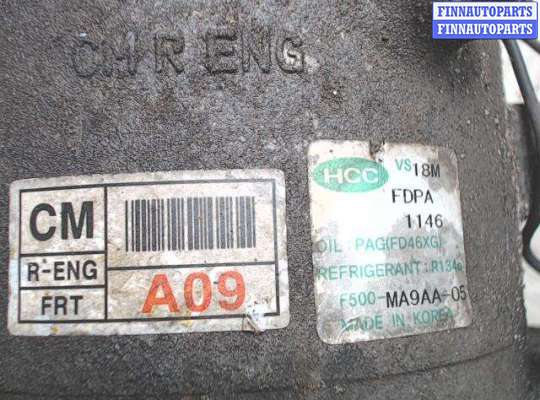 FINNAUTOPARTS
FINNAUTOPARTS
CM R ENG
CM
R-ENG
FRT
A09
HCC VS18M
FDPA
1146
OIL : PAG(FD46XG)
REFRIGERANT : R134a
F500-MA9AA-05
MADE IN KOREA